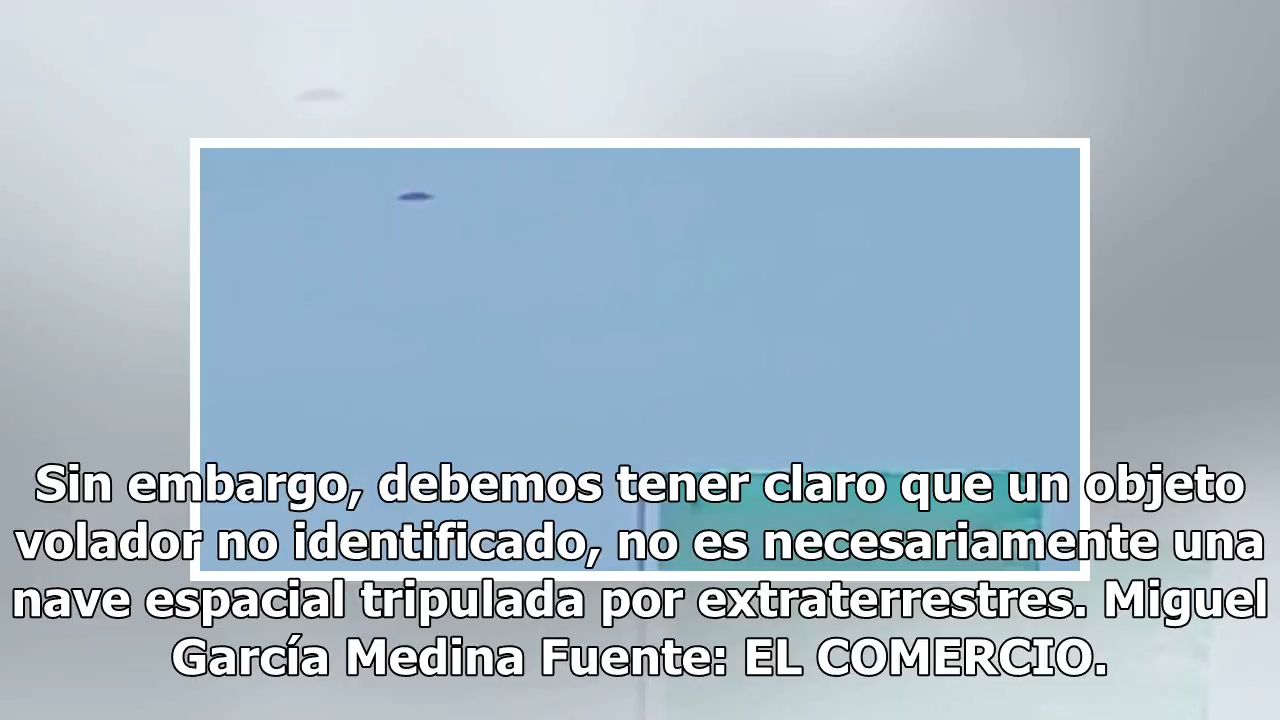 Sin embargo, debemos tener claro que un objeto
volador no identificado, no es necesariamente una
nave espacial tripulada por extraterrestres. Miguel
García Medina Fuente: EL COMERCIO.